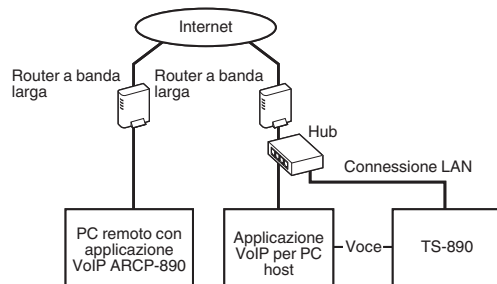 Internet
Router a banda
larga
Router a banda
larga
Hub
Connessione LAN
PC remoto con
applicazione
VoIP ARCP-890
Applicazione
VoIP per PC
host
Voce
TS-890